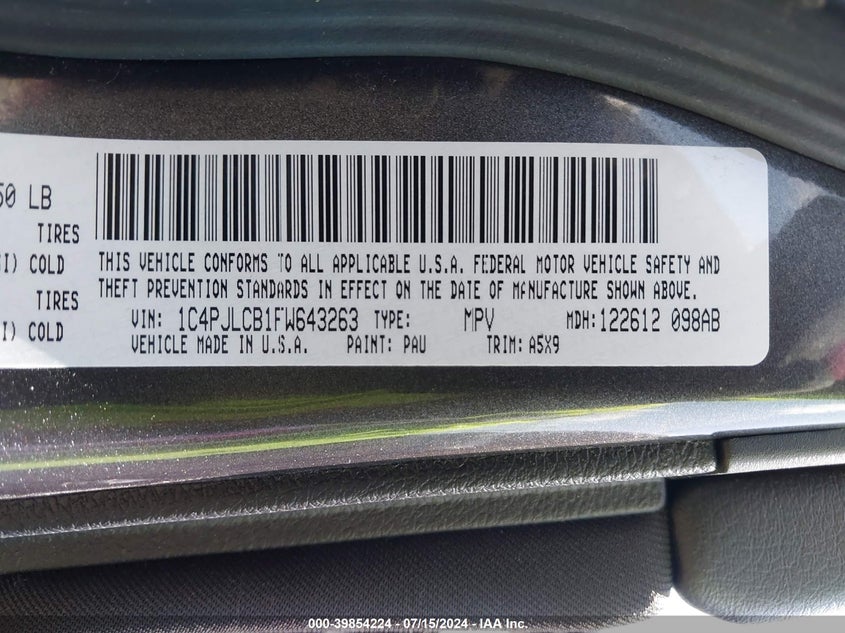 50 LB
TIRES
I) COLD
TIRES
I) COLD
THIS VEHICLE CONFORMS TO ALL APPLICABLE U.S.A. FEDERAL MOTOR VEHICLE SAFETY AND
THEFT PREVENTION STANDARDS IN EFFECT ON THE DATE OF MANUFACTURE SHOWN ABOVE.
VIN: 1C4PJLCB1FW643263 TYPE: MPV MDH:122612 098AB
VEHICLE MADE IN U.S.A. PAINT: PAU TRIM: A5X9
000-39854224 - 07/15/2024 - IAA Inc.